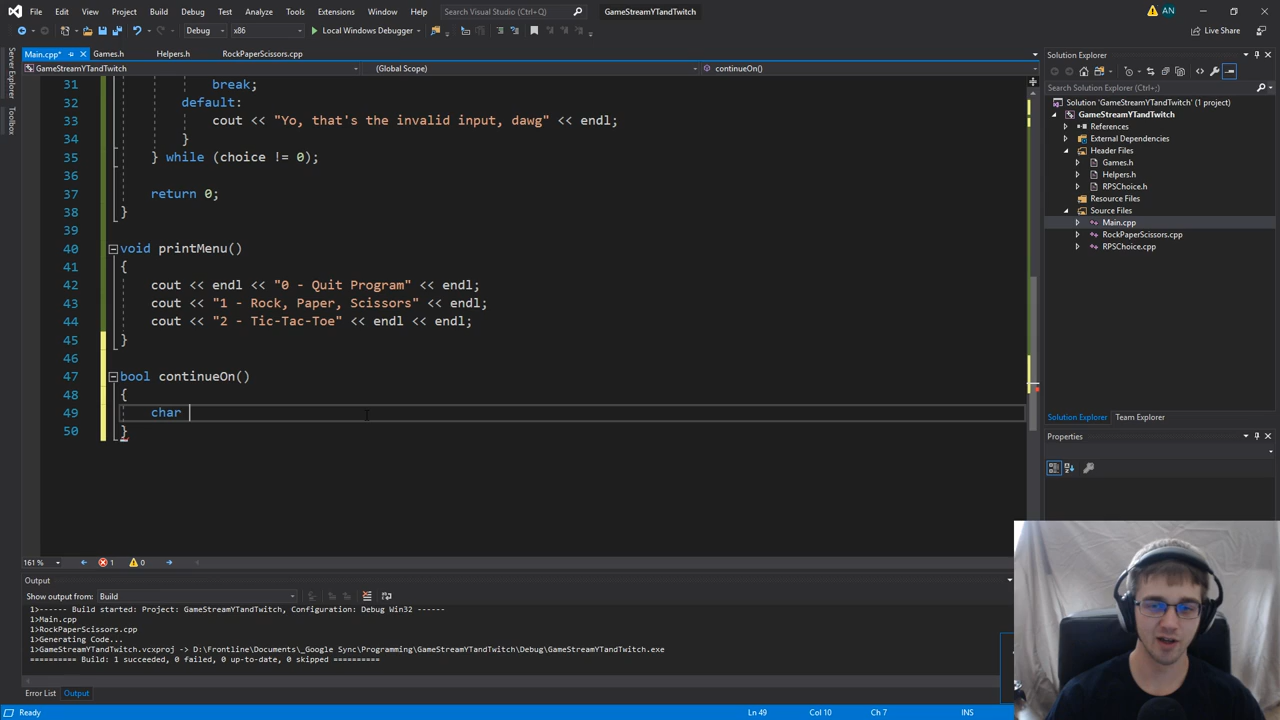 File Edit View Project Build Debug Test Analyze Tools Extensions Window Help Search Visual Studio (Ctrl+Q) GameStreamYTandTwitch AN
Debug x86 Local Windows Debugger Live Share
Main.cpp* Games.h Helpers.h RockPaperScissors.cpp
GameStreamYTandTwitch (Global Scope) continueOn()
31 break;
32 default:
33 cout << "Yo, that's the invalid input, dawg" << endl;
34 }
35 } while (choice != 0);
36
37 return 0;
38 }
39
40 void printMenu()
41 {
42 cout << endl << "0 - Quit Program" << endl;
43 cout << "1 - Rock, Paper, Scissors" << endl;
44 cout << "2 - Tic-Tac-Toe" << endl << endl;
45 }
46
47 bool continueOn()
48 {
49 char
50 }
161 % 1 0
Output
Show output from: Build
1>------ Build started: Project: GameStreamYTandTwitch, Configuration: Debug Win32 ------
1>Main.cpp
1>RockPaperScissors.cpp
1>Generating Code...
1>GameStreamYTandTwitch.vcxproj -> D:\Frontline\Documents\_Google Sync\Programming\GameStreamYTandTwitch\Debug\GameStreamYTandTwitch.exe
========== Build: 1 succeeded, 0 failed, 0 up-to-date, 0 skipped ==========
Error List Output
Ready Ln 49 Col 10 Ch 7 INS
Server Explorer
Toolbox
Solution Explorer
Search Solution Explorer (Ctrl+;)
Solution 'GameStreamYTandTwitch' (1 project)
GameStreamYTandTwitch
References
External Dependencies
Header Files
Games.h
Helpers.h
RPSChoice.h
Resource Files
Source Files
Main.cpp
RockPaperScissors.cpp
RPSChoice.cpp
Solution Explorer Team Explorer
Properties